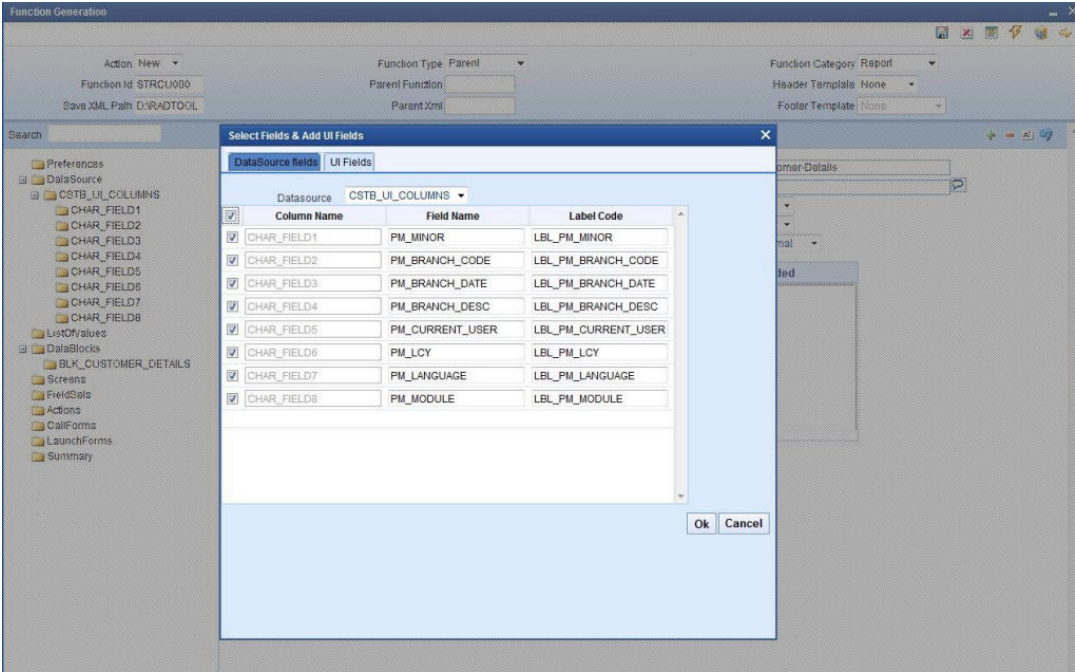 Function Generation
Action New Function Type Parent Function Category Report
Function Id STRCU000 Parent Function Header Template None
Save XML Path D:\RADTOOL Parent Xml Footer Template None
Search
Select Fields & Add UI Fields
DataSource fields UI Fields
Datasource CSTB_UI_COLUMNS
Column Name Field Name Label Code
CHAR_FIELD1 PM_MINOR LBL_PM_MINOR
CHAR_FIELD2 PM_BRANCH_CODE LBL_PM_BRANCH_CODE
CHAR_FIELD3 PM_BRANCH_DATE LBL_PM_BRANCH_DATE
CHAR_FIELD4 PM_BRANCH_DESC LBL_PM_BRANCH_DESC
CHAR_FIELD5 PM_CURRENT_USER LBL_PM_CURRENT_USER
CHAR_FIELD6 PM_LCY LBL_PM_LCY
CHAR_FIELD7 PM_LANGUAGE LBL_PM_LANGUAGE
CHAR_FIELD8 PM_MODULE LBL_PM_MODULE
Ok Cancel
Preferences
DataSource
CSTB_UI_COLUMNS
CHAR_FIELD1
CHAR_FIELD2
CHAR_FIELD3
CHAR_FIELD4
CHAR_FIELD5
CHAR_FIELD6
CHAR_FIELD7
CHAR_FIELD8
ListOfValues
DataBlocks
BLK_CUSTOMER_DETAILS
Screens
FieldSets
Actions
CallForms
LaunchForms
Summary
omer-Details
mal
ded